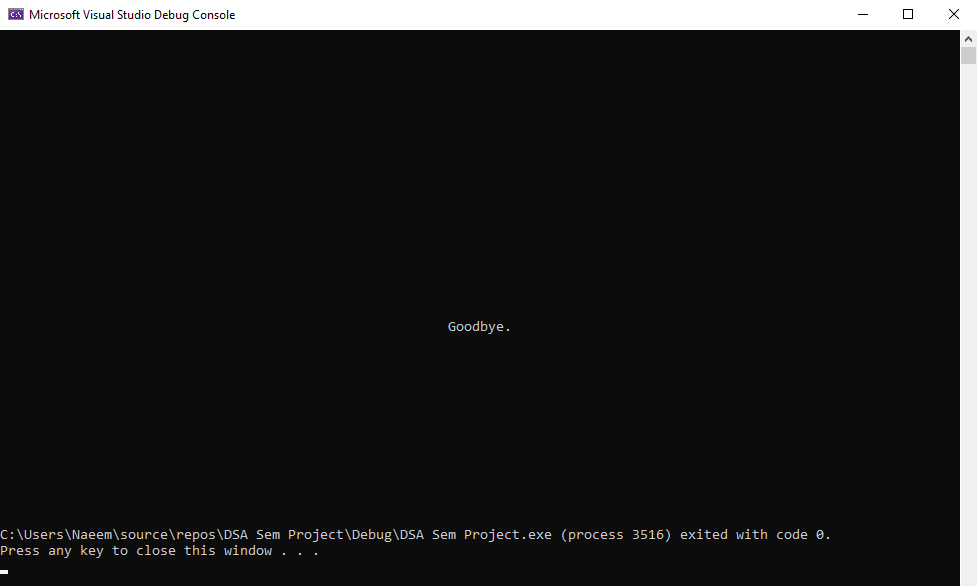 Microsoft Visual Studio Debug Console
Goodbye.
C:\Users\Naeem\source\repos\DSA Sem Project\Debug\DSA Sem Project.exe (process 3516) exited with code 0.
Press any key to close this window . . .